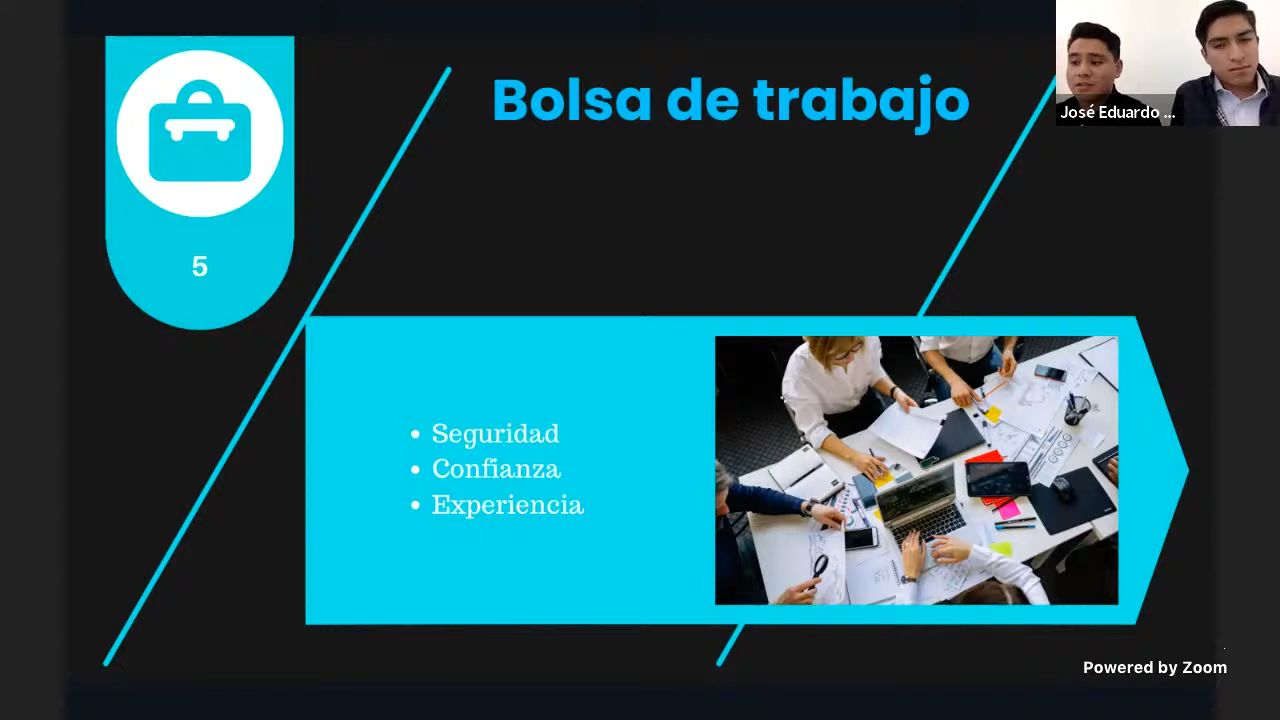 Bolsa de trabajo
José Eduardo ...
5
• Seguridad
• Confianza
• Experiencia
Powered by Zoom